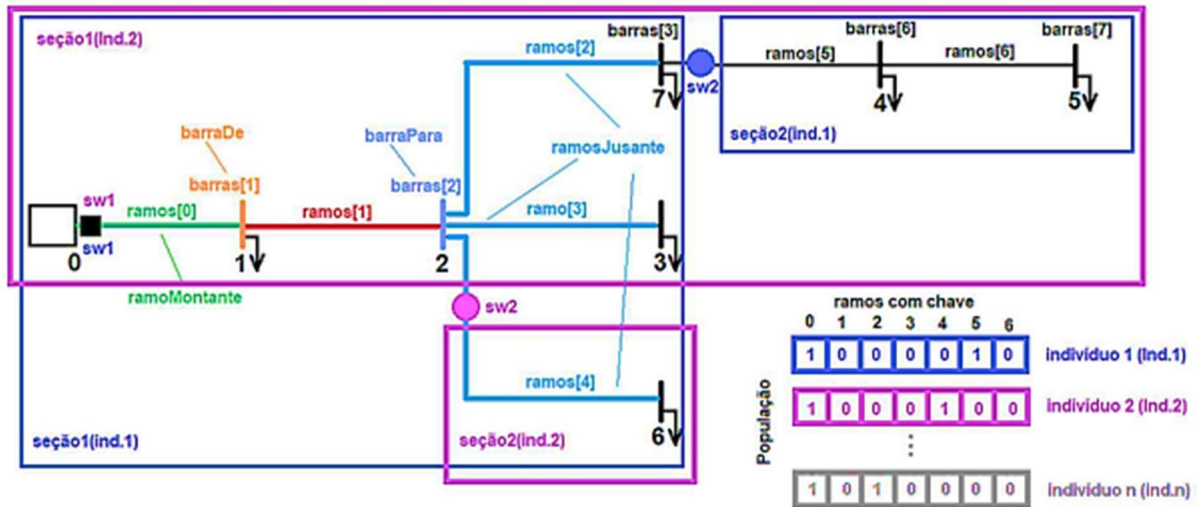 seção1(Ind.2)
ramos[2]
barras[3]
7
sw2
ramos[5]
barras[6]
4
ramos[6]
barras[7]
5
seção2(ind.1)
barraDe
barras[1]
barraPara
barras[2]
ramosJusante
sw1
sw1
0
ramos[0]
1
ramos[1]
2
ramo[3]
3
ramoMontante
sw2
ramos[4]
6
seção2(ind.2)
seção1(ind.1)
ramos com chave
0 1 2 3 4 5 6
1 0 0 0 0 1 0 indivíduo 1 (Ind.1)
1 0 0 0 1 0 0 indivíduo 2 (Ind.2)
⋮
1 0 1 0 0 0 0 indivíduo n (ind.n)
População